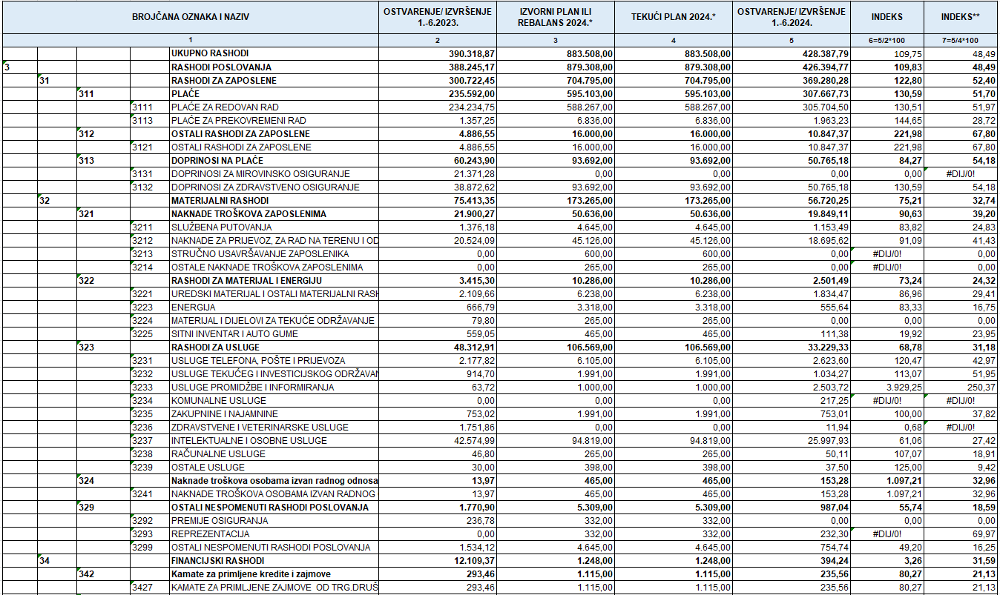 BROJČANA OZNAKA I NAZIV | OSTVARENJE/ IZVRŠENJE 1.-6.2023. | IZVORNI PLAN ILI REBALANS 2024.* | TEKUĆI PLAN 2024.* | OSTVARENJE/ IZVRŠENJE 1.-6.2024. | INDEKS | INDEKS**
1 | 2 | 3 | 4 | 5 | 6=5/2*100 | 7=5/4*100
UKUPNO RASHODI | 390.318,87 | 883.508,00 | 883.508,00 | 428.387,79 | 109,75 | 48,49
3 | RASHODI POSLOVANJA | 388.245,17 | 879.308,00 | 879.308,00 | 426.394,77 | 109,83 | 48,49
31 | RASHODI ZA ZAPOSLENE | 300.722,45 | 704.795,00 | 704.795,00 | 369.280,28 | 122,80 | 52,40
311 | PLAĆE | 235.592,00 | 595.103,00 | 595.103,00 | 307.667,73 | 130,59 | 51,70
3111 | PLAĆE ZA REDOVAN RAD | 234.234,75 | 588.267,00 | 588.267,00 | 305.704,50 | 130,51 | 51,97
3113 | PLAĆE ZA PREKOVREMENI RAD | 1.357,25 | 6.836,00 | 6.836,00 | 1.963,23 | 144,65 | 28,72
312 | OSTALI RASHODI ZA ZAPOSLENE | 4.886,55 | 16.000,00 | 16.000,00 | 10.847,37 | 221,98 | 67,80
3121 | OSTALI RASHODI ZA ZAPOSLENE | 4.886,55 | 16.000,00 | 16.000,00 | 10.847,37 | 221,98 | 67,80
313 | DOPRINOSI NA PLAĆE | 60.243,90 | 93.692,00 | 93.692,00 | 50.765,18 | 84,27 | 54,18
3131 | DOPRINOSI ZA MIROVINSKO OSIGURANJE | 21.371,28 | 0,00 | 0,00 | 0,00 | 0,00 | #DIJ/0!
3132 | DOPRINOSI ZA ZDRAVSTVENO OSIGURANJE | 38.872,62 | 93.692,00 | 93.692,00 | 50.765,18 | 130,59 | 54,18
32 | MATERIJALNI RASHODI | 75.413,35 | 173.265,00 | 173.265,00 | 56.720,25 | 75,21 | 32,74
321 | NAKNADE TROŠKOVA ZAPOSLENIMA | 21.900,27 | 50.636,00 | 50.636,00 | 19.849,11 | 90,63 | 39,20
3211 | SLUŽBENA PUTOVANJA | 1.376,18 | 4.645,00 | 4.645,00 | 1.153,49 | 83,82 | 24,83
3212 | NAKNADE ZA PRIJEVOZ, ZA RAD NA TERENU I OD | 20.524,09 | 45.126,00 | 45.126,00 | 18.695,62 | 91,09 | 41,43
3213 | STRUČNO USAVRŠAVANJE ZAPOSLENIKA | 0,00 | 600,00 | 600,00 | 0,00 | #DIJ/0! | 0,00
3214 | OSTALE NAKNADE TROŠKOVA ZAPOSLENIMA | 0,00 | 265,00 | 265,00 | 0,00 | #DIJ/0! | 0,00
322 | RASHODI ZA MATERIJAL I ENERGIJU | 3.415,30 | 10.286,00 | 10.286,00 | 2.501,49 | 73,24 | 24,32
3221 | UREDSKI MATERIJAL I OSTALI MATERIJALNI RASH | 2.109,66 | 6.238,00 | 6.238,00 | 1.834,47 | 86,96 | 29,41
3223 | ENERGIJA | 666,79 | 3.318,00 | 3.318,00 | 555,64 | 83,33 | 16,75
3224 | MATERIJAL I DIJELOVI ZA TEKUĆE ODRŽAVANJE | 79,80 | 265,00 | 265,00 | 0,00 | 0,00 | 0,00
3225 | SITNI INVENTAR I AUTO GUME | 559,05 | 465,00 | 465,00 | 111,38 | 19,92 | 23,95
323 | RASHODI ZA USLUGE | 48.312,91 | 106.569,00 | 106.569,00 | 33.229,33 | 68,78 | 31,18
3231 | USLUGE TELEFONA, POŠTE I PRIJEVOZA | 2.177,82 | 6.105,00 | 6.105,00 | 2.623,60 | 120,47 | 42,97
3232 | USLUGE TEKUĆEG I INVESTICIJSKOG ODRŽAVAN | 914,70 | 1.991,00 | 1.991,00 | 1.034,27 | 113,07 | 51,95
3233 | USLUGE PROMIDŽBE I INFORMIRANJA | 63,72 | 1.000,00 | 1.000,00 | 2.503,72 | 3.929,25 | 250,37
3234 | KOMUNALNE USLUGE | 0,00 | 0,00 | 0,00 | 217,25 | #DIJ/0! | #DIJ/0!
3235 | ZAKUPNINE I NAJAMNINE | 753,02 | 1.991,00 | 1.991,00 | 753,01 | 100,00 | 37,82
3236 | ZDRAVSTVENE I VETERINARSKE USLUGE | 1.751,86 | 0,00 | 0,00 | 11,94 | 0,68 | #DIJ/0!
3237 | INTELEKTUALNE I OSOBNE USLUGE | 42.574,99 | 94.819,00 | 94.819,00 | 25.997,93 | 61,06 | 27,42
3238 | RAČUNALNE USLUGE | 46,80 | 265,00 | 265,00 | 50,11 | 107,07 | 18,91
3239 | OSTALE USLUGE | 30,00 | 398,00 | 398,00 | 37,50 | 125,00 | 9,42
324 | Naknade troškova osobama izvan radnog odnosa | 13,97 | 465,00 | 465,00 | 153,28 | 1.097,21 | 32,96
3241 | NAKNADE TROŠKOVA OSOBAMA IZVAN RADNOG | 13,97 | 465,00 | 465,00 | 153,28 | 1.097,21 | 32,96
329 | OSTALI NESPOMENUTI RASHODI POSLOVANJA | 1.770,90 | 5.309,00 | 5.309,00 | 987,04 | 55,74 | 18,59
3292 | PREMIJE OSIGURANJA | 236,78 | 332,00 | 332,00 | 0,00 | 0,00 | 0,00
3293 | REPREZENTACIJA | 0,00 | 332,00 | 332,00 | 232,30 | #DIJ/0! | 69,97
3299 | OSTALI NESPOMENUTI RASHODI POSLOVANJA | 1.534,12 | 4.645,00 | 4.645,00 | 754,74 | 49,20 | 16,25
34 | FINANCIJSKI RASHODI | 12.109,37 | 1.248,00 | 1.248,00 | 394,24 | 3,26 | 31,59
342 | Kamate za primljene kredite i zajmove | 293,46 | 1.115,00 | 1.115,00 | 235,56 | 80,27 | 21,13
3427 | KAMATE ZA PRIMLJENE ZAJMOVE OD TRG.DRUŠ | 293,46 | 1.115,00 | 1.115,00 | 235,56 | 80,27 | 21,13